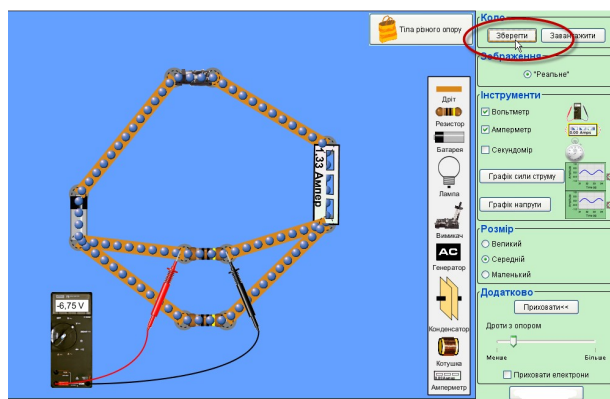 Тіла різного опору
Коло
Зберегти
Завантажити
Зображення
"Реальне"
Інструменти
Вольтметр
Амперметр
Секундомір
Графік сили струму
Графік напруги
Розмір
Великий
Середній
Маленький
Додатково
Приховати<<
Дроти з опором
Менше
Більше
Приховати електрони
Дріт
Резистор
Батарея
Лампа
Вимикач
AC
Генератор
Конденсатор
Котушка
Амперметр
1,33 Ампер
-6,75 V